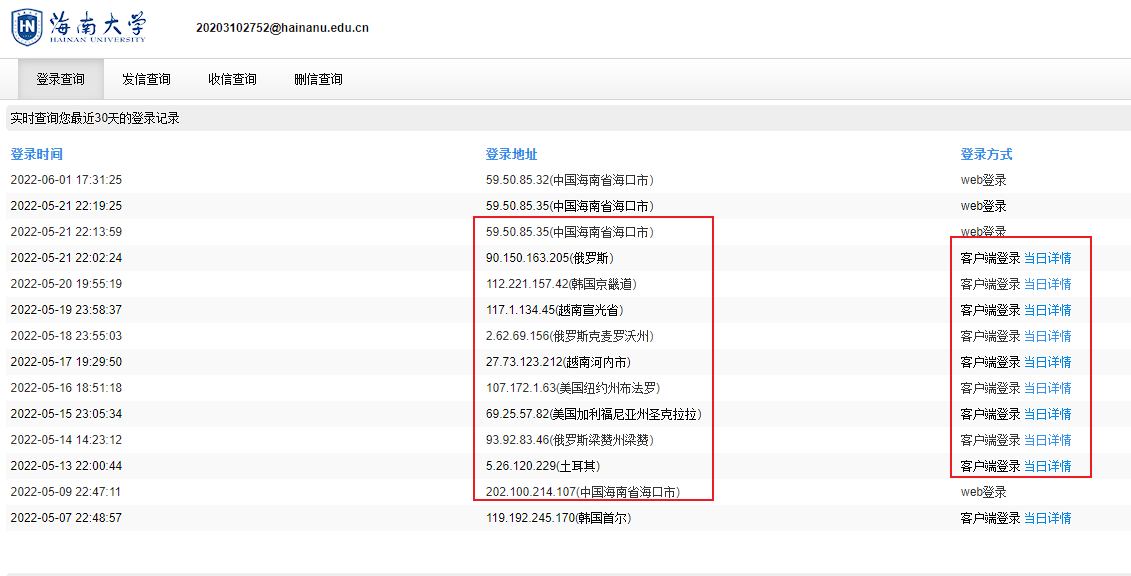 海南大学
HAINAN UNIVERSITY
20203102752@hainanu.edu.cn
登录查询 发信查询 收信查询 删信查询
实时查询您最近30天的登录记录
登录时间 登录地址 登录方式
2022-06-01 17:31:25 59.50.85.32(中国海南省海口市) web登录
2022-05-21 22:19:25 59.50.85.35(中国海南省海口市) web登录
2022-05-21 22:13:59 59.50.85.35(中国海南省海口市) web登录
2022-05-21 22:02:24 90.150.163.205(俄罗斯) 客户端登录 当日详情
2022-05-20 19:55:19 112.221.157.42(韩国京畿道) 客户端登录 当日详情
2022-05-19 23:58:37 117.1.134.45(越南宣光省) 客户端登录 当日详情
2022-05-18 23:55:03 2.62.69.156(俄罗斯克麦罗沃州) 客户端登录 当日详情
2022-05-17 19:29:50 27.73.123.212(越南河内市) 客户端登录 当日详情
2022-05-16 18:51:18 107.172.1.63(美国纽约州布法罗) 客户端登录 当日详情
2022-05-15 23:05:34 69.25.57.82(美国加利福尼亚州圣克拉拉) 客户端登录 当日详情
2022-05-14 14:23:12 93.92.83.46(俄罗斯梁赞州梁赞) 客户端登录 当日详情
2022-05-13 22:00:44 5.26.120.229(土耳其) 客户端登录 当日详情
2022-05-09 22:47:11 202.100.214.107(中国海南省海口市) web登录
2022-05-07 22:48:57 119.192.245.170(韩国首尔) 客户端登录 当日详情